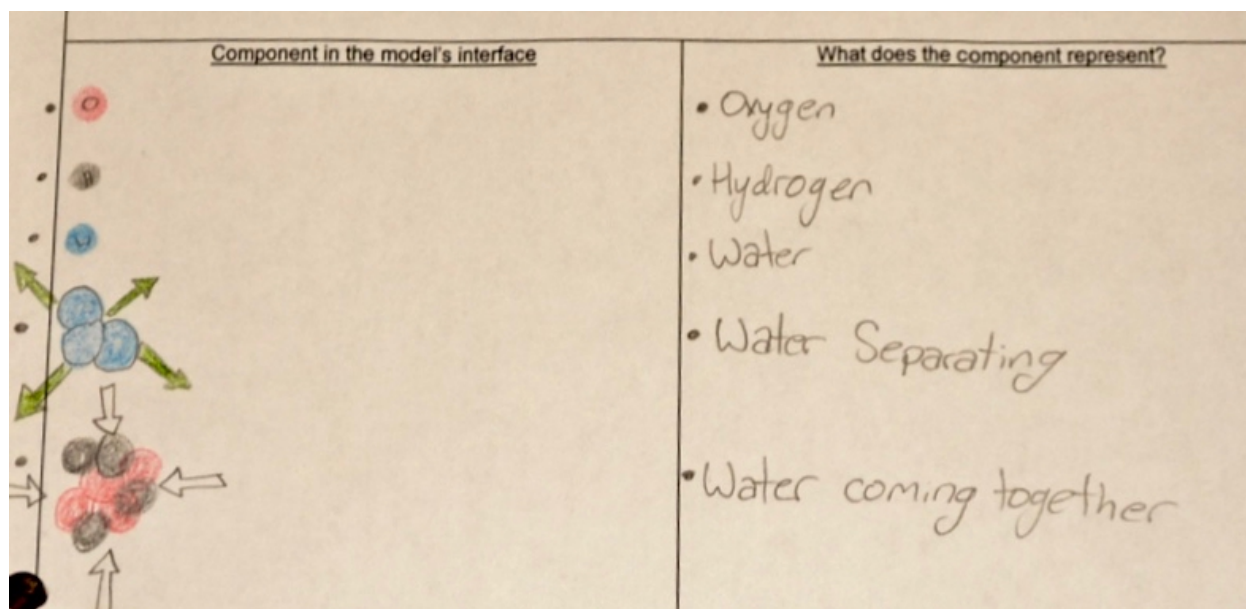 Component in the model's interface
What does the component represent?
O
• Oxygen
H
• Hydrogen
• Water
• Water Separating
• Water coming together